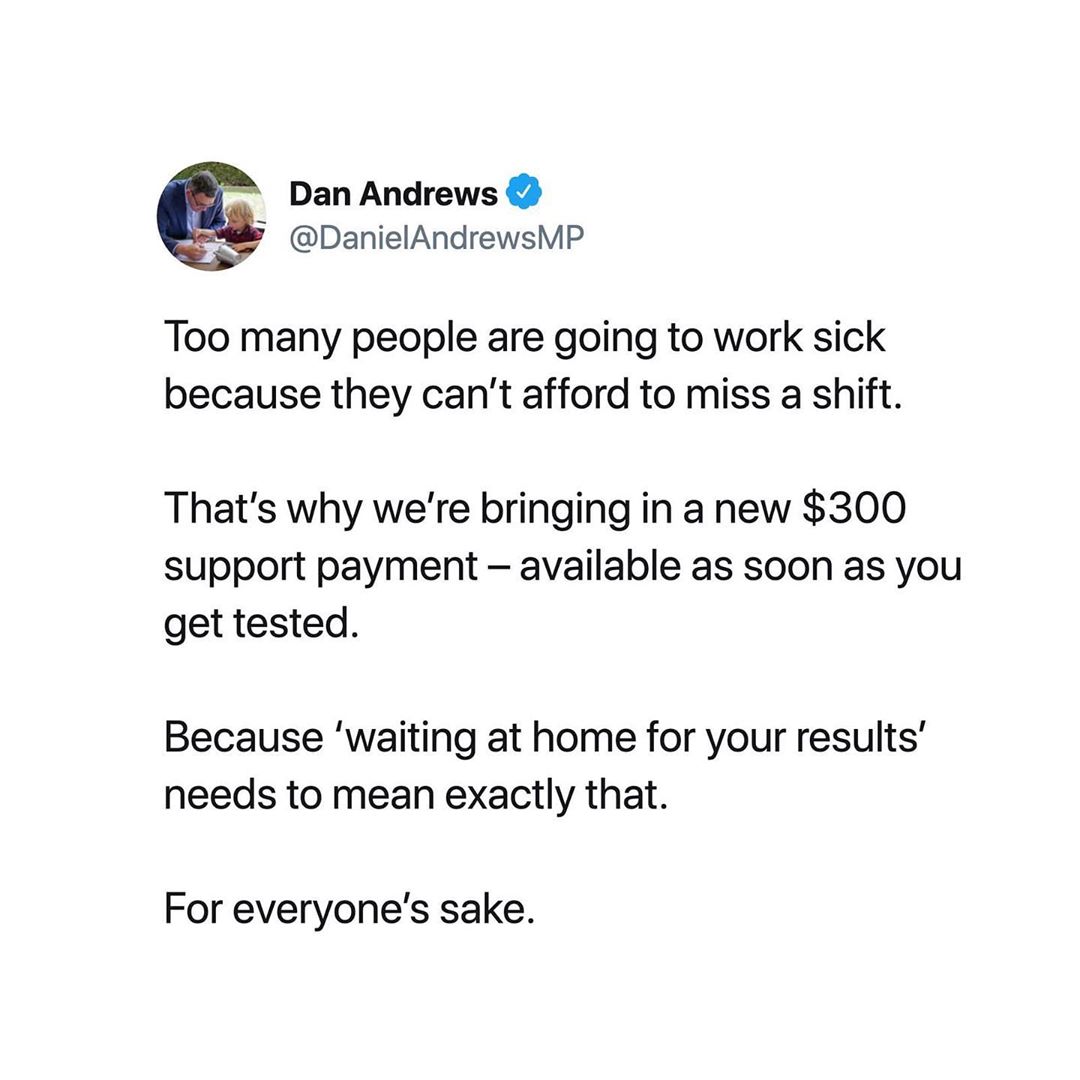 Dan Andrews
@DanielAndrewsMP
Too many people are going to work sick
because they can’t afford to miss a shift.
That’s why we’re bringing in a new $300
support payment – available as soon as you
get tested.
Because ‘waiting at home for your results’
needs to mean exactly that.
For everyone’s sake.